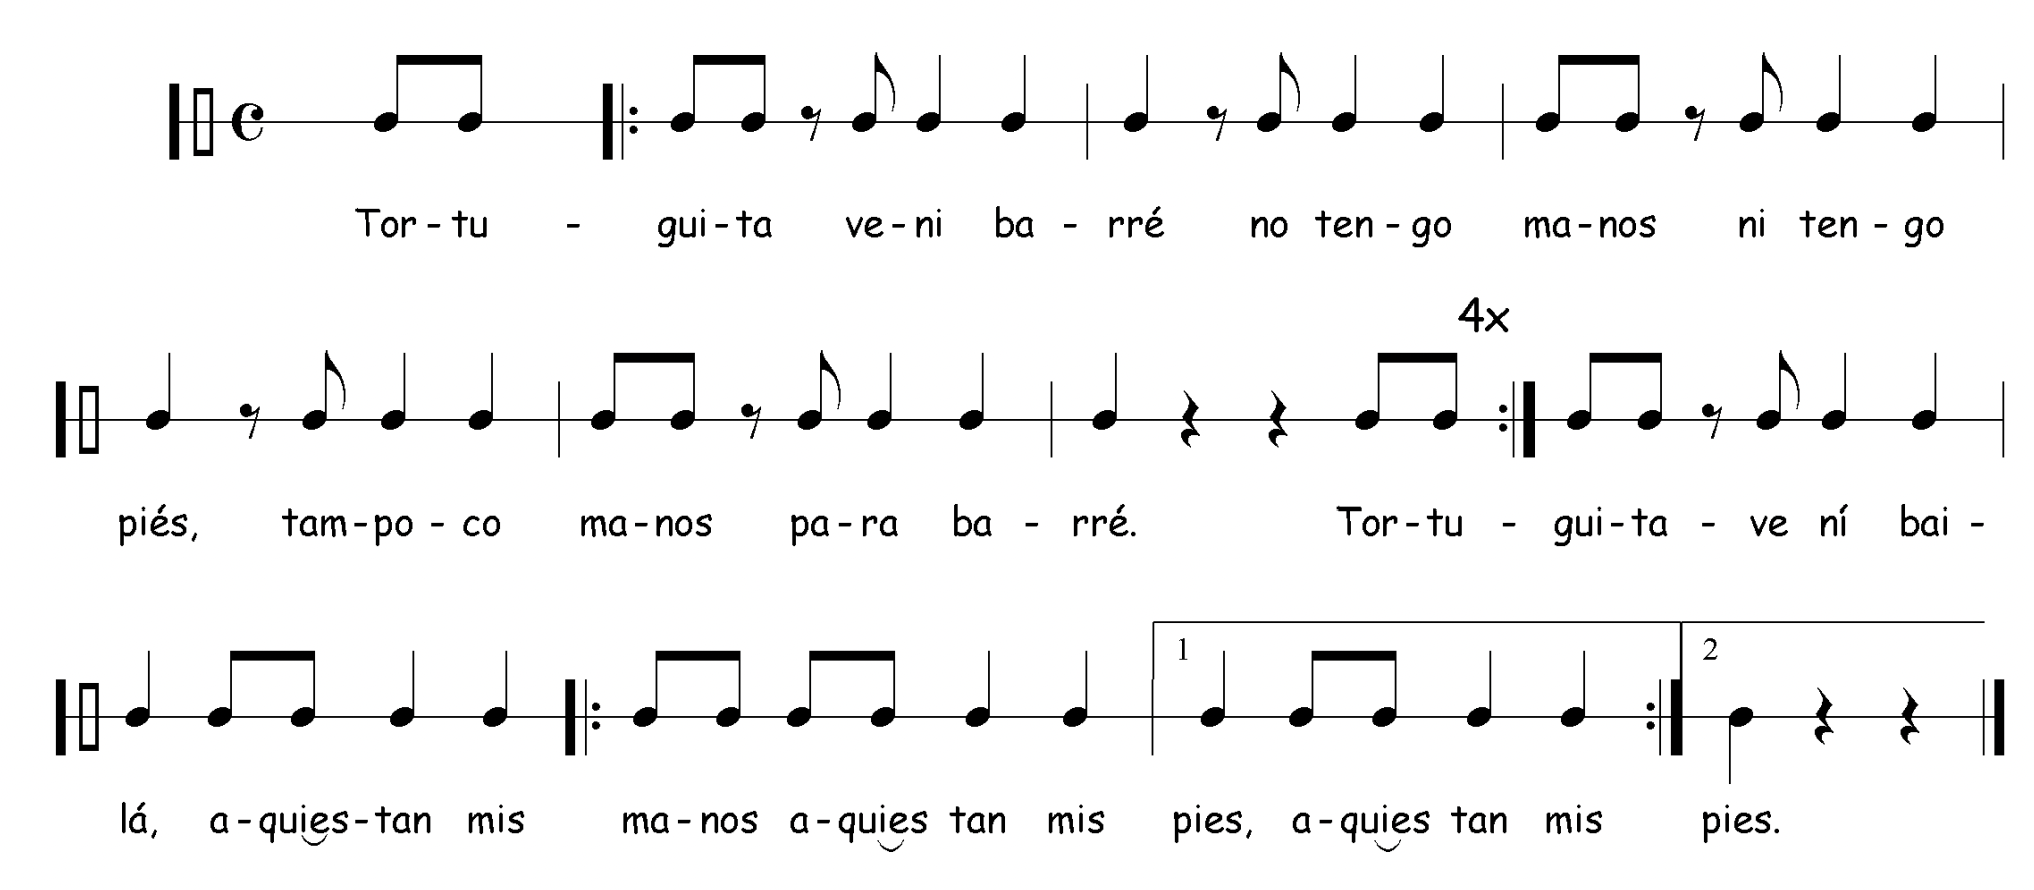 Tor-tu - gui-ta ve-ni ba - rré no ten-go ma-nos ni ten - go
4x
piés, tam-po - co ma-nos pa-ra ba - rré. Tor-tu - gui-ta - ve ní bai -
1 2
lá, a-quies-tan mis ma-nos a-quies tan mis pies, a-quies tan mis pies.